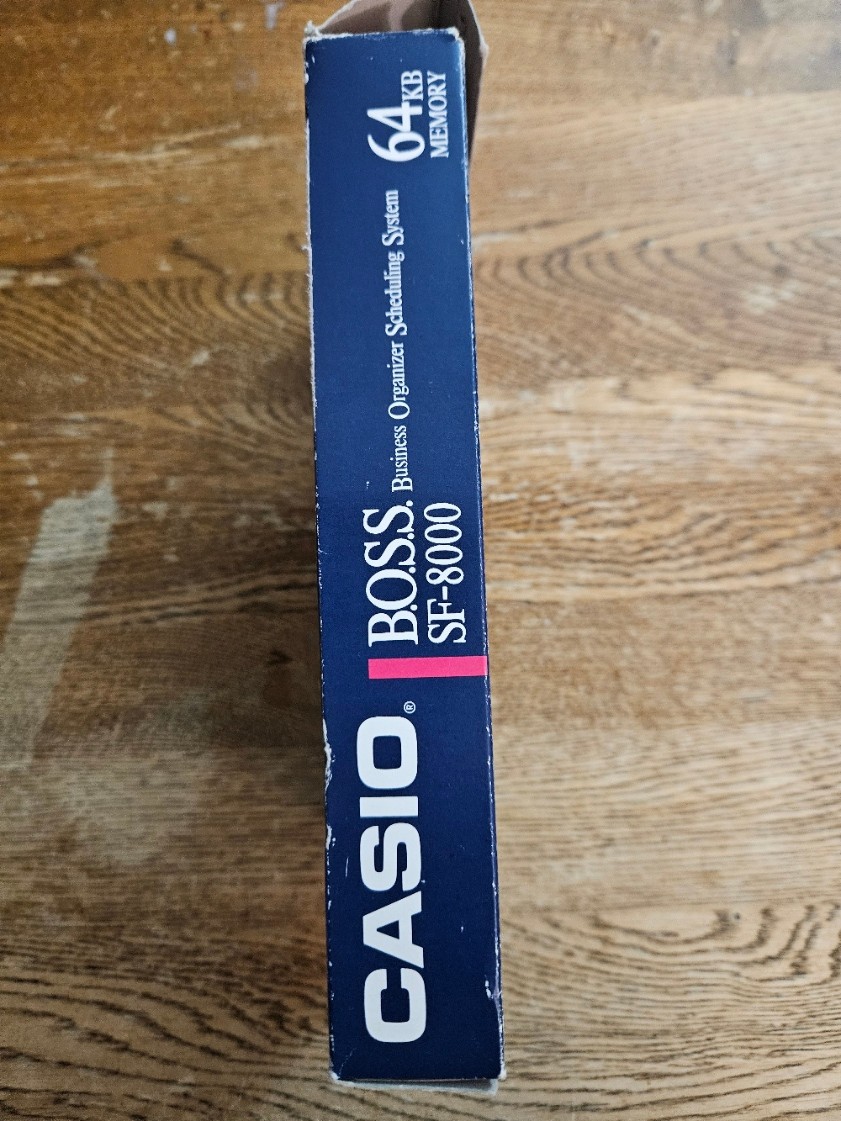 CASIO®
B.O.S.S. Business Organizer Scheduling System
SF-8000
64KB
MEMORY